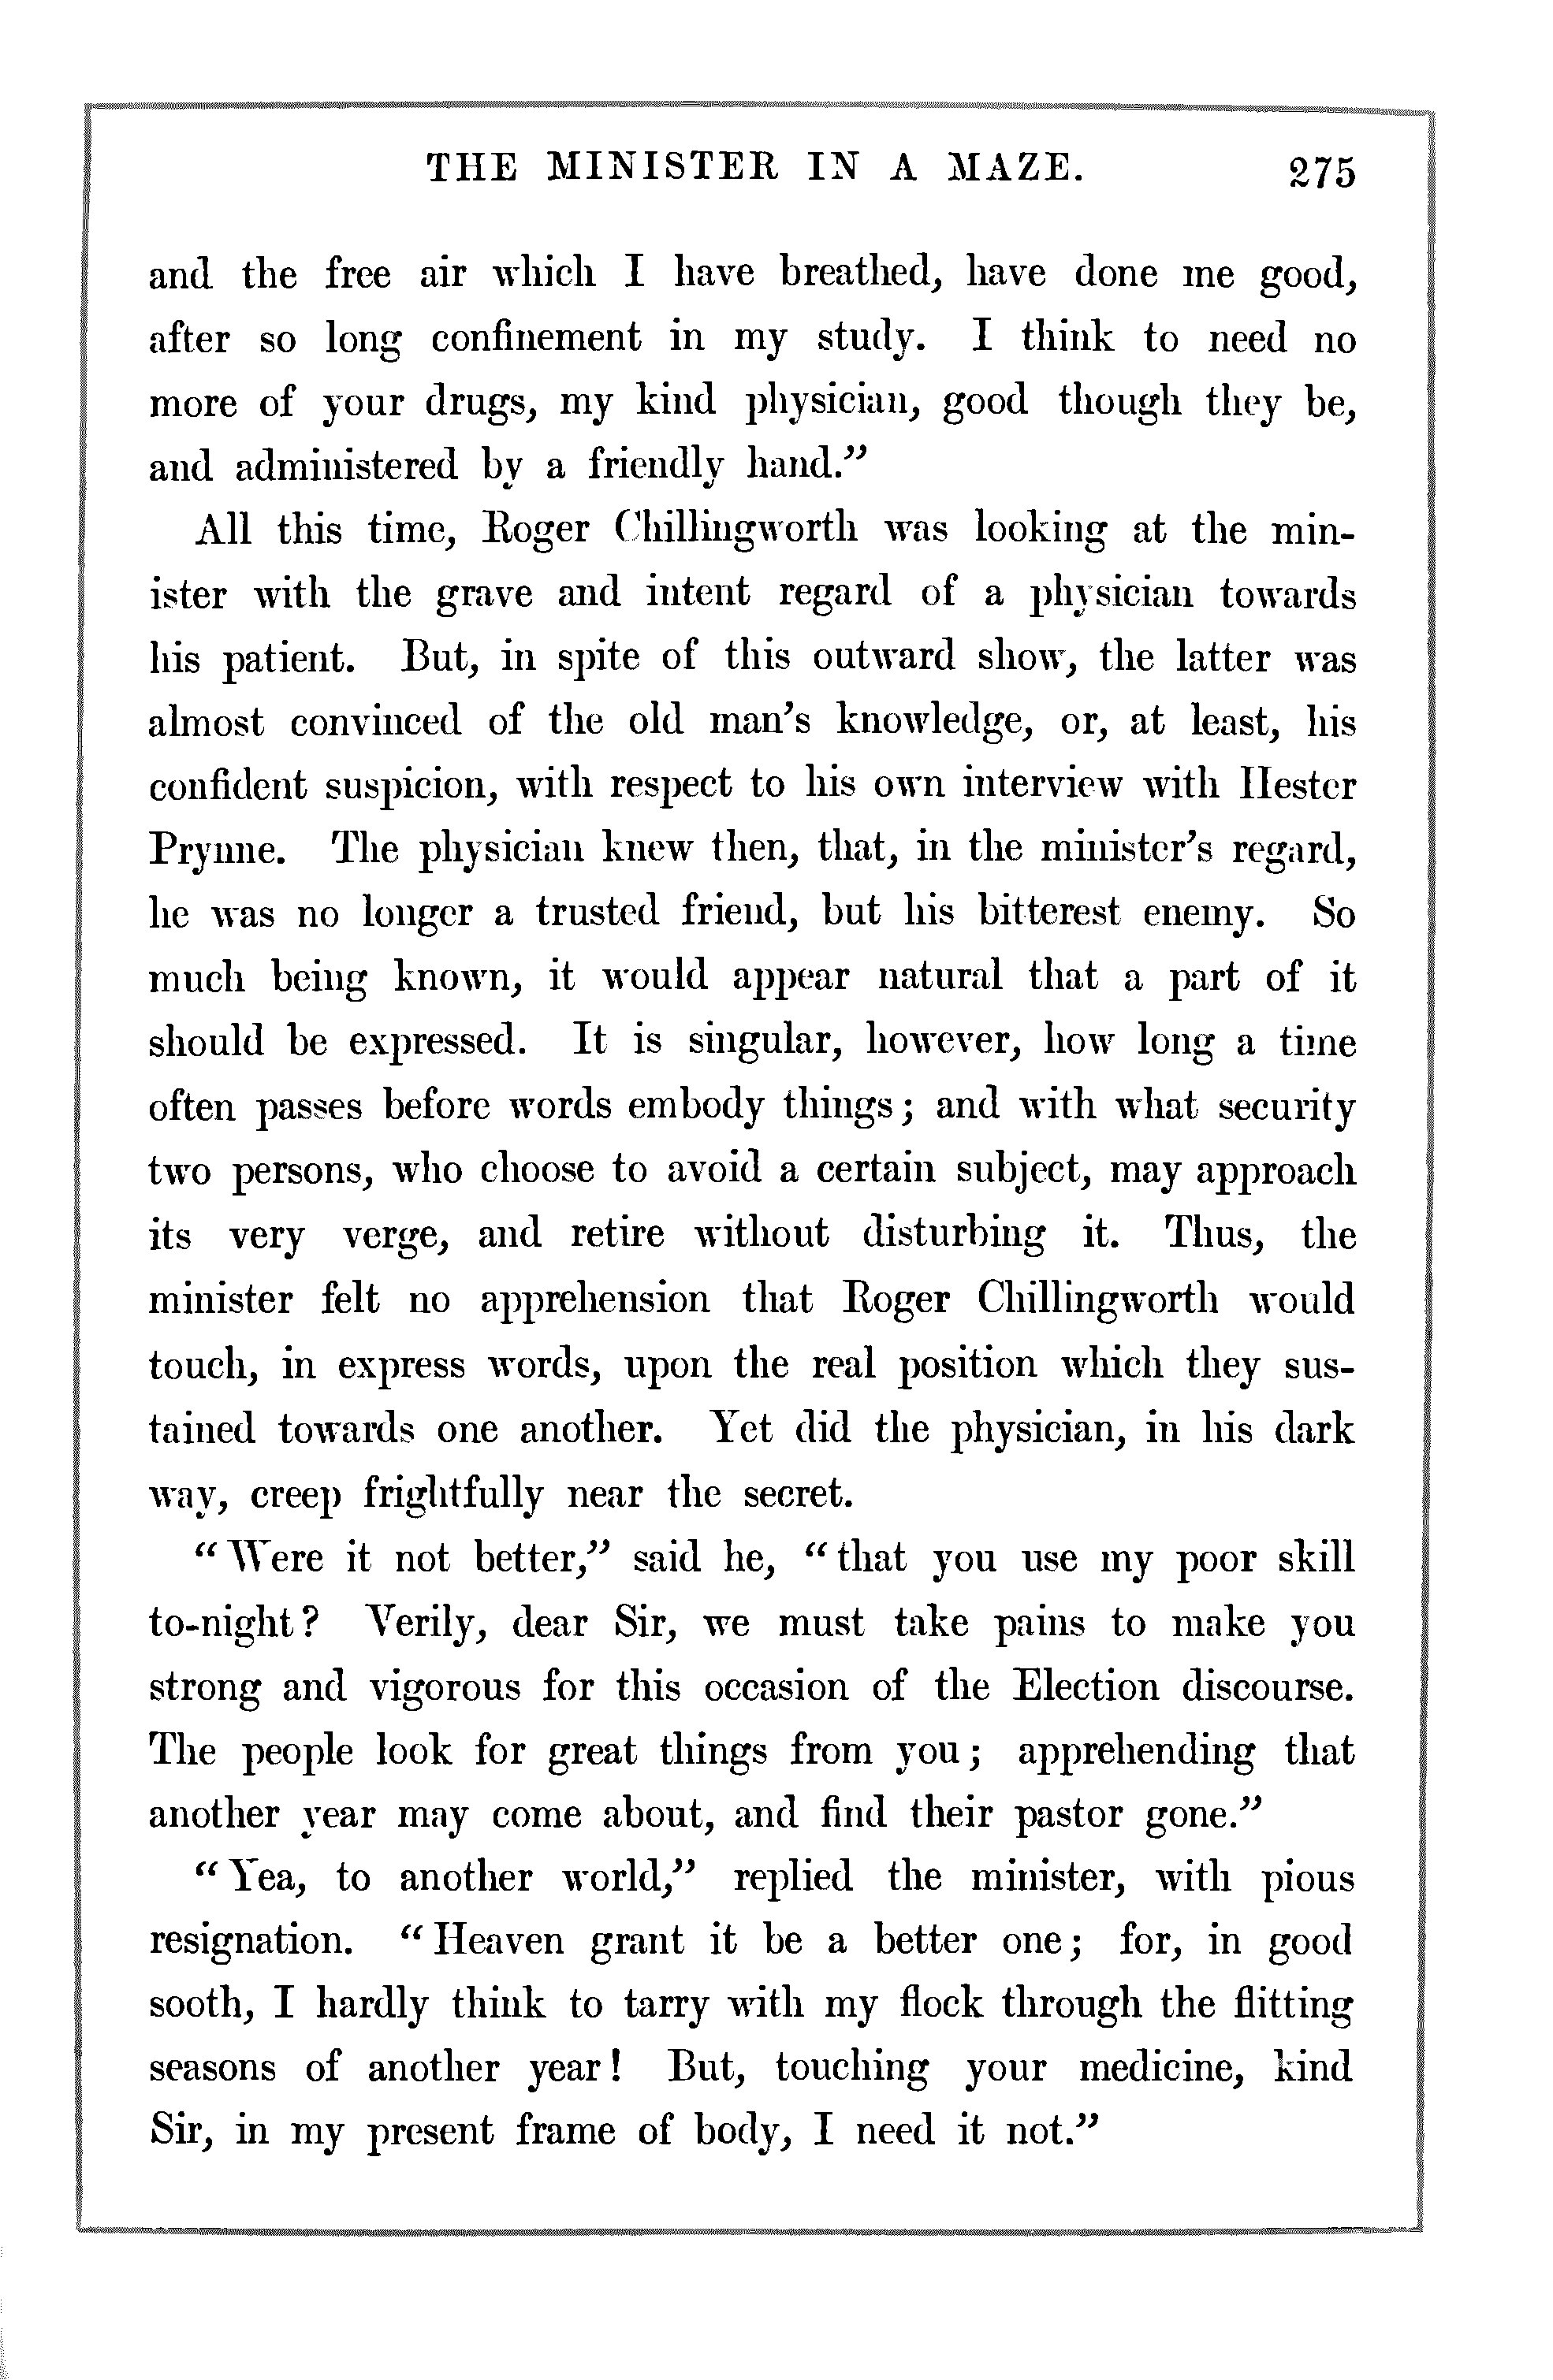 THE MINISTER IN A MAZE. 275
and the free air which I have breathed, have done me good,
after so long confinement in my study. I think to need no
more of your drugs, my kind physician, good though they be,
and administered by a friendly hand.”
All this time, Roger Chillingworth was looking at the min-
ister with the grave and intent regard of a physician towards
his patient. But, in spite of this outward show, the latter was
almost convinced of the old man’s knowledge, or, at least, his
confident suspicion, with respect to his own interview with Hester
Prynne. The physician knew then, that, in the minister’s regard,
he was no longer a trusted friend, but his bitterest enemy. So
much being known, it would appear natural that a part of it
should be expressed. It is singular, however, how long a time
often passes before words embody things; and with what security
two persons, who choose to avoid a certain subject, may approach
its very verge, and retire without disturbing it. Thus, the
minister felt no apprehension that Roger Chillingworth would
touch, in express words, upon the real position which they sus-
tained towards one another. Yet did the physician, in his dark
way, creep frightfully near the secret.
“Were it not better,” said he, “that you use my poor skill
to-night? Verily, dear Sir, we must take pains to make you
strong and vigorous for this occasion of the Election discourse.
The people look for great things from you; apprehending that
another year may come about, and find their pastor gone.”
“Yea, to another world,” replied the minister, with pious
resignation. “Heaven grant it be a better one; for, in good
sooth, I hardly think to tarry with my flock through the flitting
seasons of another year! But, touching your medicine, kind
Sir, in my present frame of body, I need it not.”